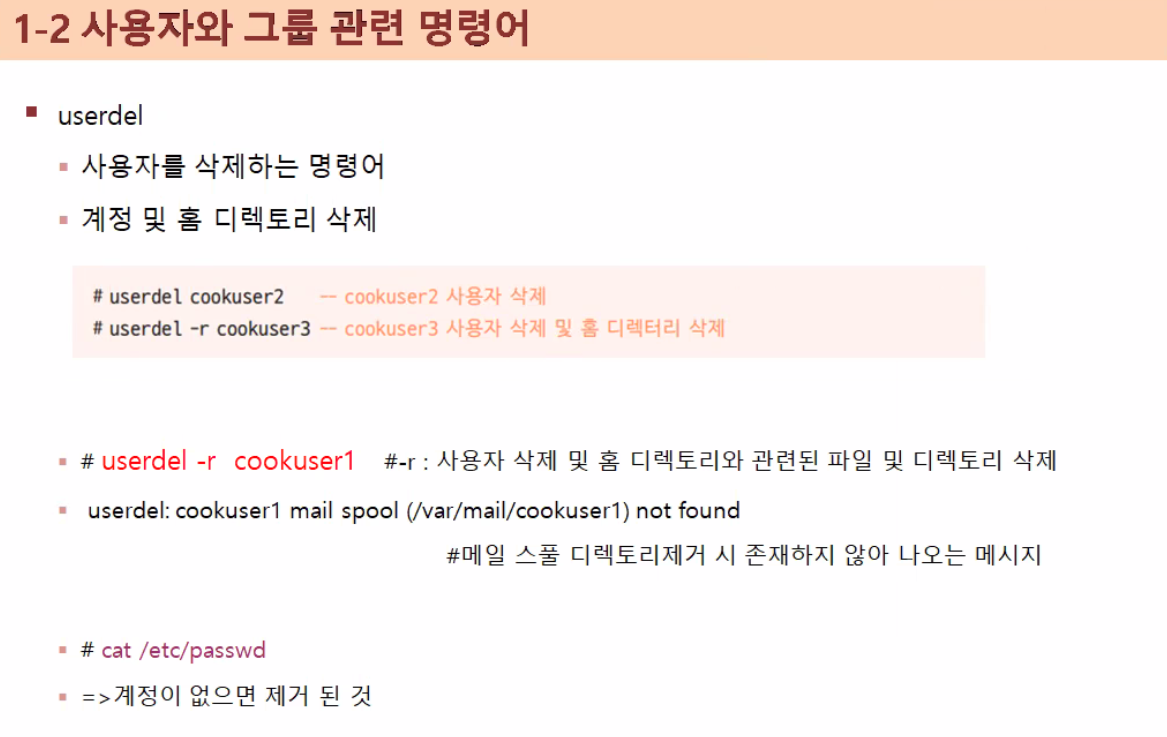 1-2 사용자와 그룹 관련 명령어
userdel
사용자를 삭제하는 명령어
계정 및 홈 디렉토리 삭제
# userdel cookuser2 -- cookuser2 사용자 삭제
# userdel -r cookuser3 -- cookuser3 사용자 삭제 및 홈 디렉터리 삭제
# userdel -r cookuser1 #-r : 사용자 삭제 및 홈 디렉토리와 관련된 파일 및 디렉토리 삭제
userdel: cookuser1 mail spool (/var/mail/cookuser1) not found
#메일 스풀 디렉토리제거 시 존재하지 않아 나오는 메시지
# cat /etc/passwd
=>계정이 없으면 제거 된 것